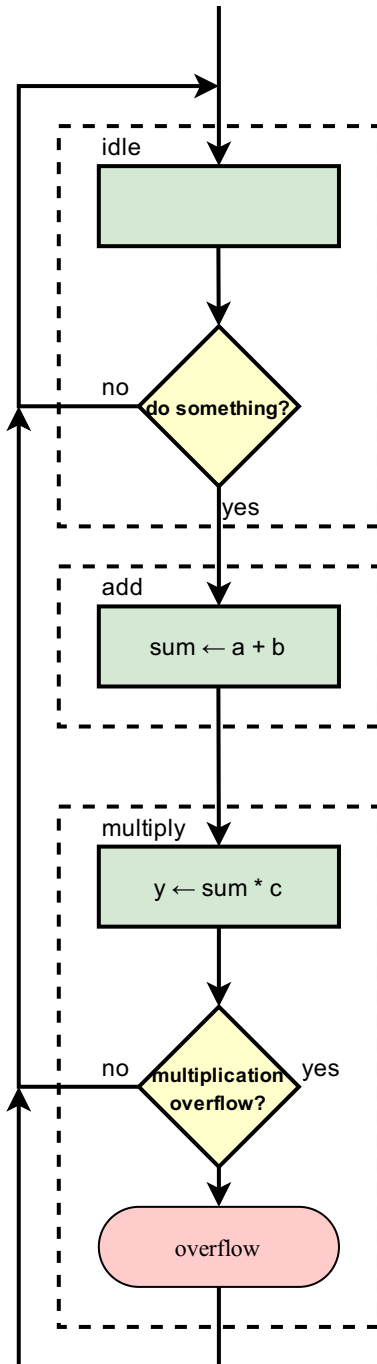 idle
no
do something?
yes
add
sum ← a + b
multiply
y ← sum * c
no
multiplication
yes
overflow?
overflow